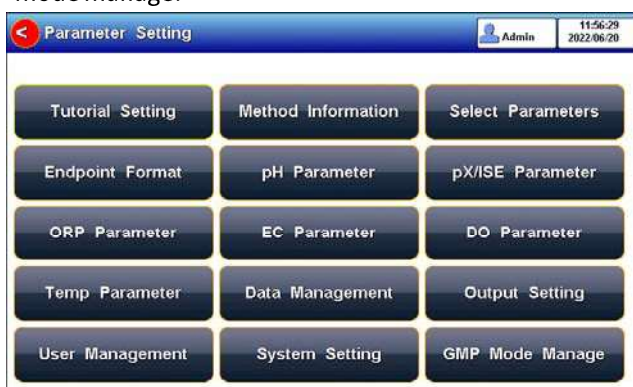 mode manage.
< Parameter Setting
Admin
11:56:29
2022/06/20
Tutorial Setting
Method Information
Select Parameters
Endpoint Format
pH Parameter
pX/ISE Parameter
ORP Parameter
EC Parameter
DO Parameter
Temp Parameter
Data Management
Output Setting
User Management
System Setting
GMP Mode Manage